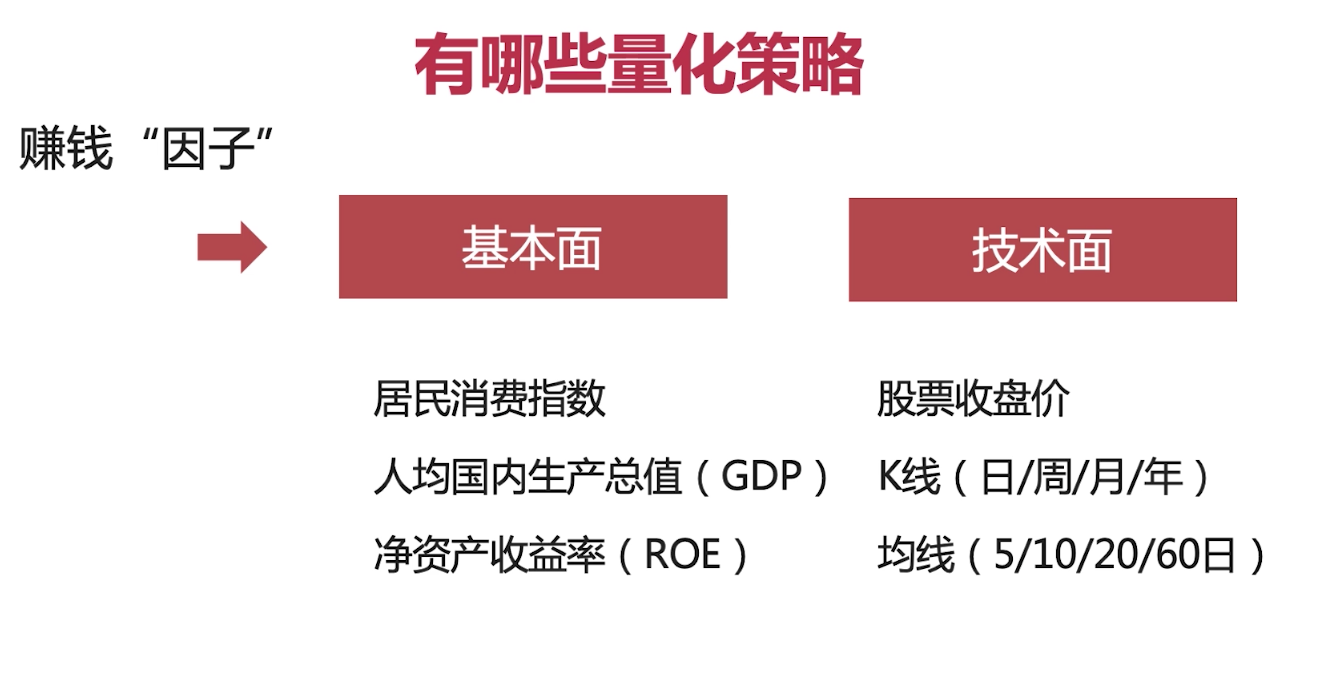 有哪些量化策略
赚钱“因子”
基本面
技术面
居民消费指数
股票收盘价
人均国内生产总值（GDP）
K线（日/周/月/年）
净资产收益率（ROE）
均线（5/10/20/60日）